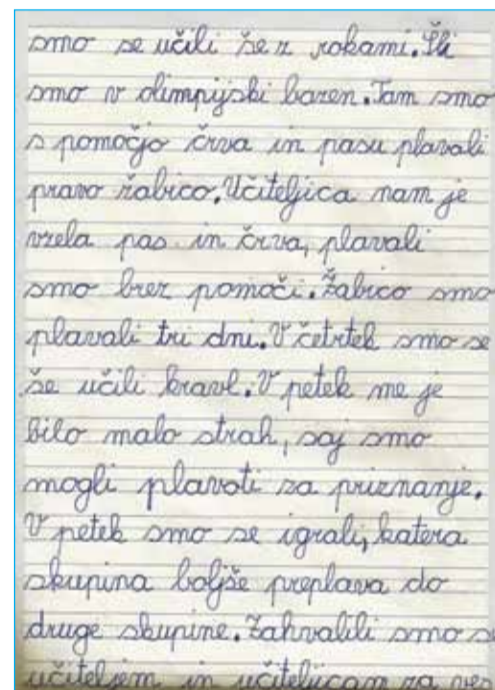 smo se učili še z rokami. Šli
smo v olimpijski bazen. Tam smo
s pomočjo črva in pasu plavali
pravo žabico. Učiteljica nam je
vzela pas in črva, plavali
smo brez pomoči. Žabico smo
plavali tri dni. V četrtek smo se
še učili kravl. V petek me je
bilo malo strah, saj smo
mogli plavati za priznanje.
V petek smo se igrali, katera
skupina boljše preplava do
druge skupine. Zahvalili smo se
učiteljem in učiteljicam za ves